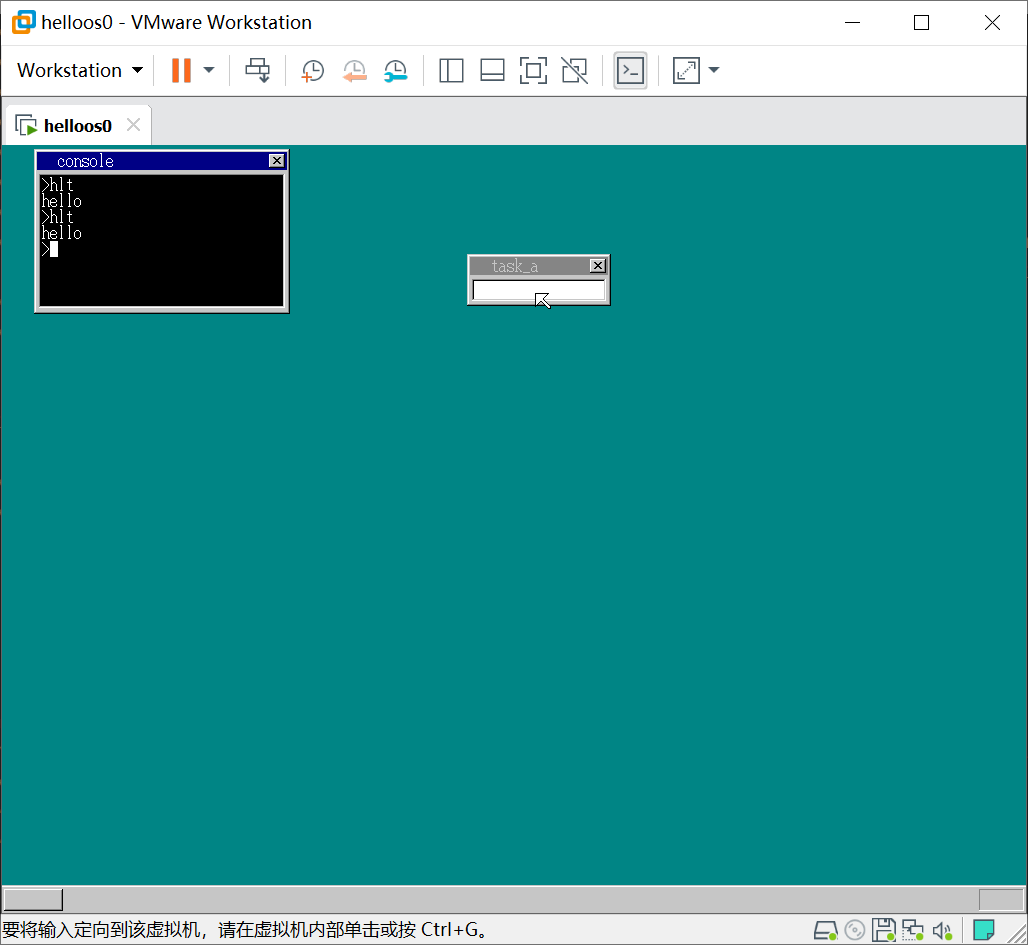 helloos0 - VMware Workstation
Workstation
helloos0
console
>hlt
hello
>hlt
hello
>
task_a
要将输入定向到该虚拟机，请在虚拟机内部单击或按 Ctrl+G。